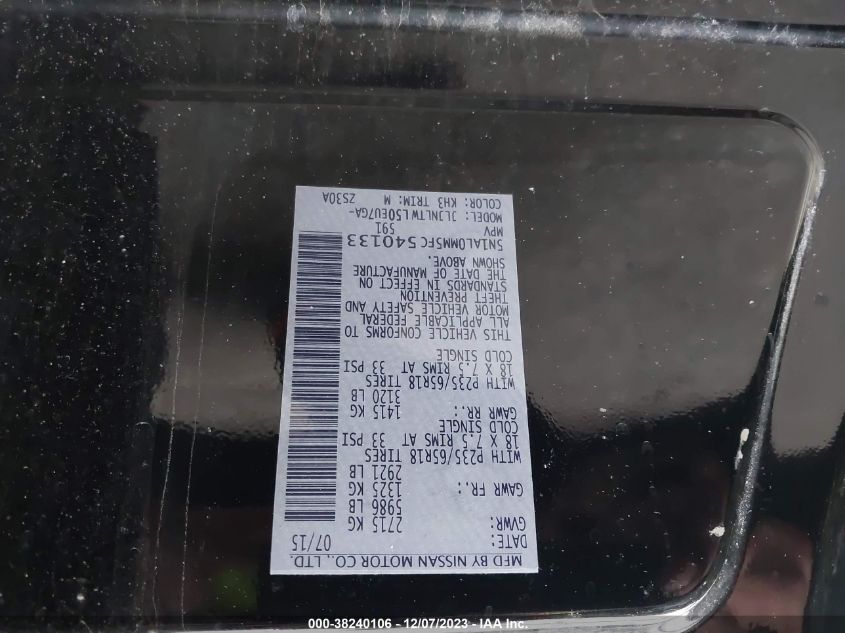 MFD BY NISSAN MOTOR CO., LTD.
DATE: 07/15
GVWR: 2715 KG
5986 LB
GAWR FR.: 1325 KG
2921 LB
WITH P235/65R18 TIRES
18 X 7.5 RIMS AT 33 PSI
COLD SINGLE
GAWR RR.: 1415 KG
3120 LB
WITH P235/65R18 TIRES
18 X 7.5 RIMS AT 33 PSI
COLD SINGLE
THIS VEHICLE CONFORMS TO
ALL APPLICABLE FEDERAL
MOTOR VEHICLE SAFETY AND
THEFT PREVENTION
STANDARDS IN EFFECT ON
THE DATE OF MANUFACTURE
SHOWN ABOVE.
5N1AL0MM5FC540133
MPV 591
MODEL: JLJNLTWL50EU7GA-
COLOR: KH3 TRIM: M ZS30A
000-38240106 - 12/07/2023 - IAA Inc.